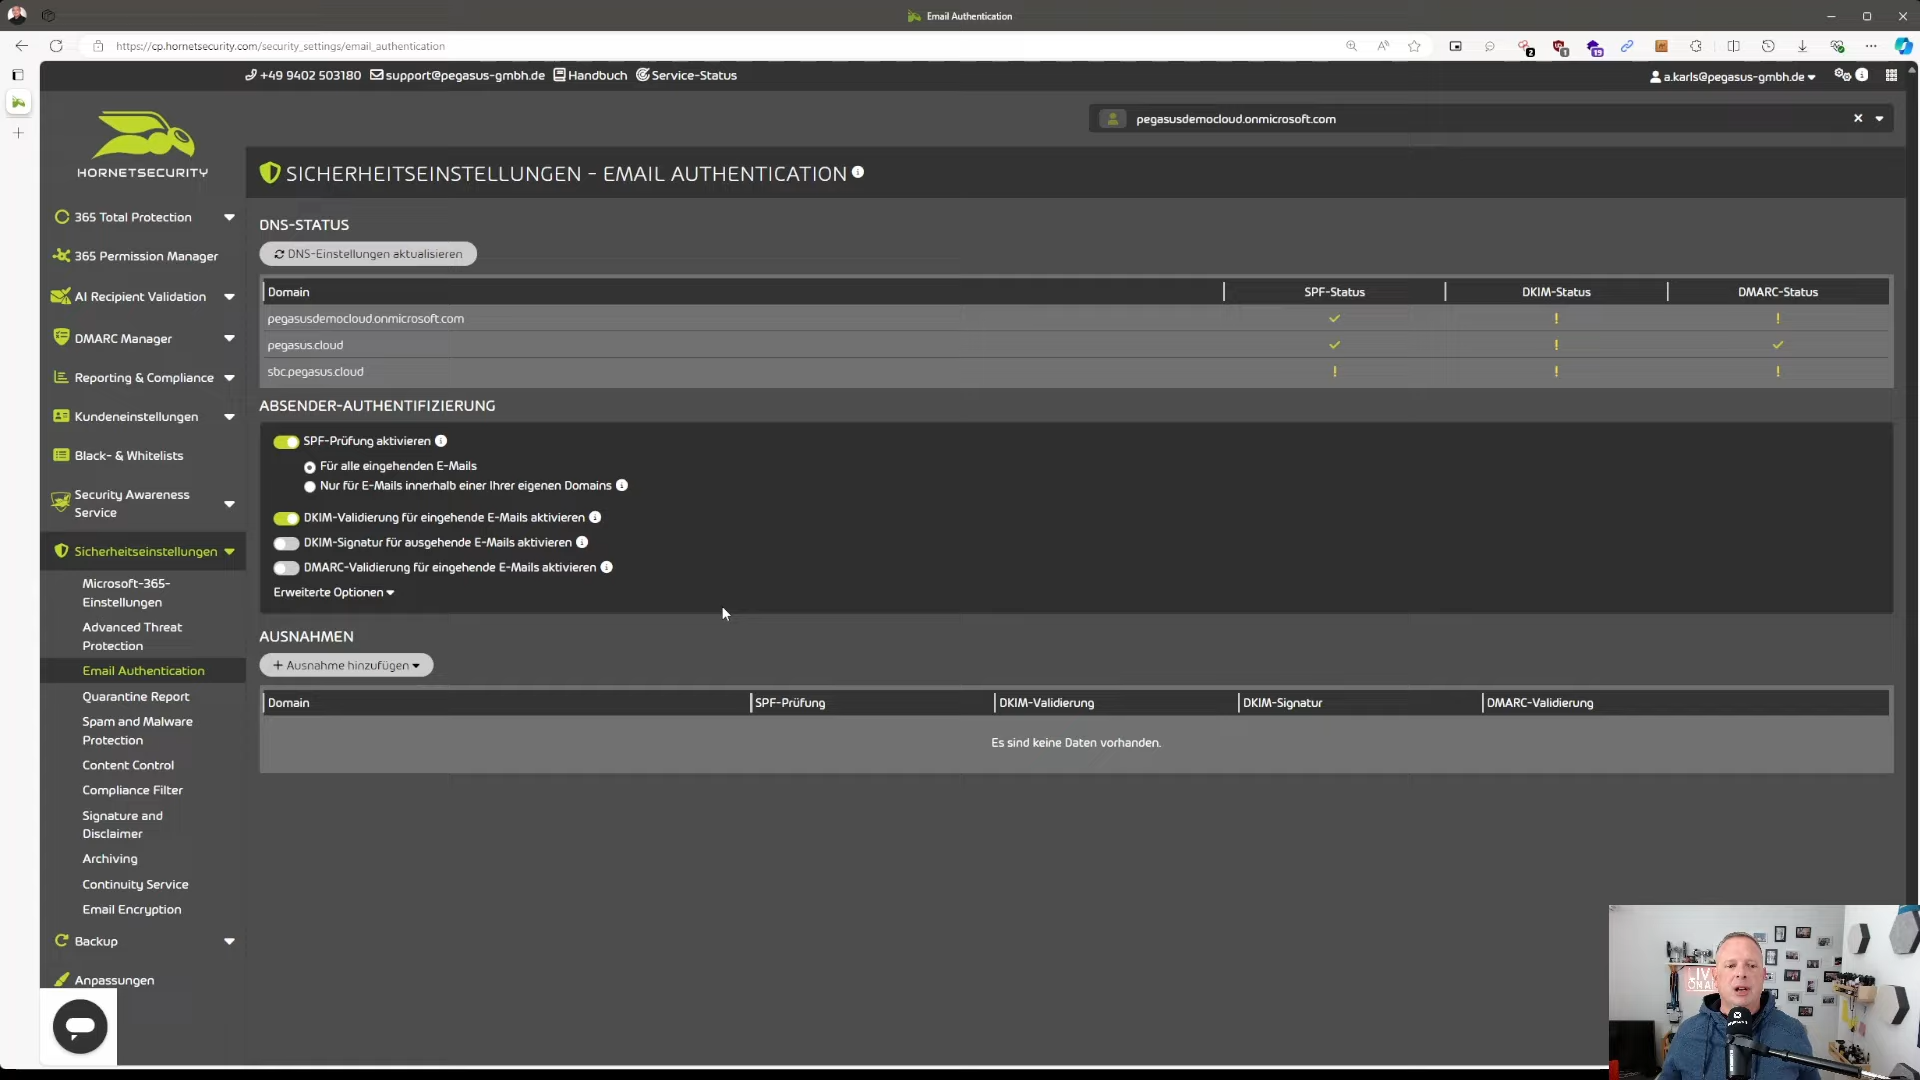 Email Authentication
https://cp.hornetsecurity.com/security_settings/email_authentication
2
1
19
+49 9402 503180 support@pegasus-gmbh.de Handbuch Service-Status
a.karls@pegasus-gmbh.de
pegasusdemocloud.onmicrosoft.com
HORNETSECURITY
SICHERHEITSEINSTELLUNGEN - EMAIL AUTHENTICATION
365 Total Protection
365 Permission Manager
AI Recipient Validation
DMARC Manager
Reporting & Compliance
Kundeneinstellungen
Black- & Whitelists
Security Awareness
Service
Sicherheitseinstellungen
Microsoft-365-
Einstellungen
Advanced Threat
Protection
Email Authentication
Quarantine Report
Spam and Malware
Protection
Content Control
Compliance Filter
Signature and
Disclaimer
Archiving
Continuity Service
Email Encryption
Backup
Anpassungen
DNS-STATUS
DNS-Einstellungen aktualisieren
Domain SPF-Status DKIM-Status DMARC-Status
pegasusdemocloud.onmicrosoft.com ! !
pegasus.cloud !
sbc.pegasus.cloud ! ! !
ABSENDER-AUTHENTIFIZIERUNG
SPF-Prüfung aktivieren
Für alle eingehenden E-Mails
Nur für E-Mails innerhalb einer Ihrer eigenen Domains
DKIM-Validierung für eingehende E-Mails aktivieren
DKIM-Signatur für ausgehende E-Mails aktivieren
DMARC-Validierung für eingehende E-Mails aktivieren
Erweiterte Optionen
AUSNAHMEN
+ Ausnahme hinzufügen
Domain SPF-Prüfung DKIM-Validierung DKIM-Signatur DMARC-Validierung
Es sind keine Daten vorhanden.